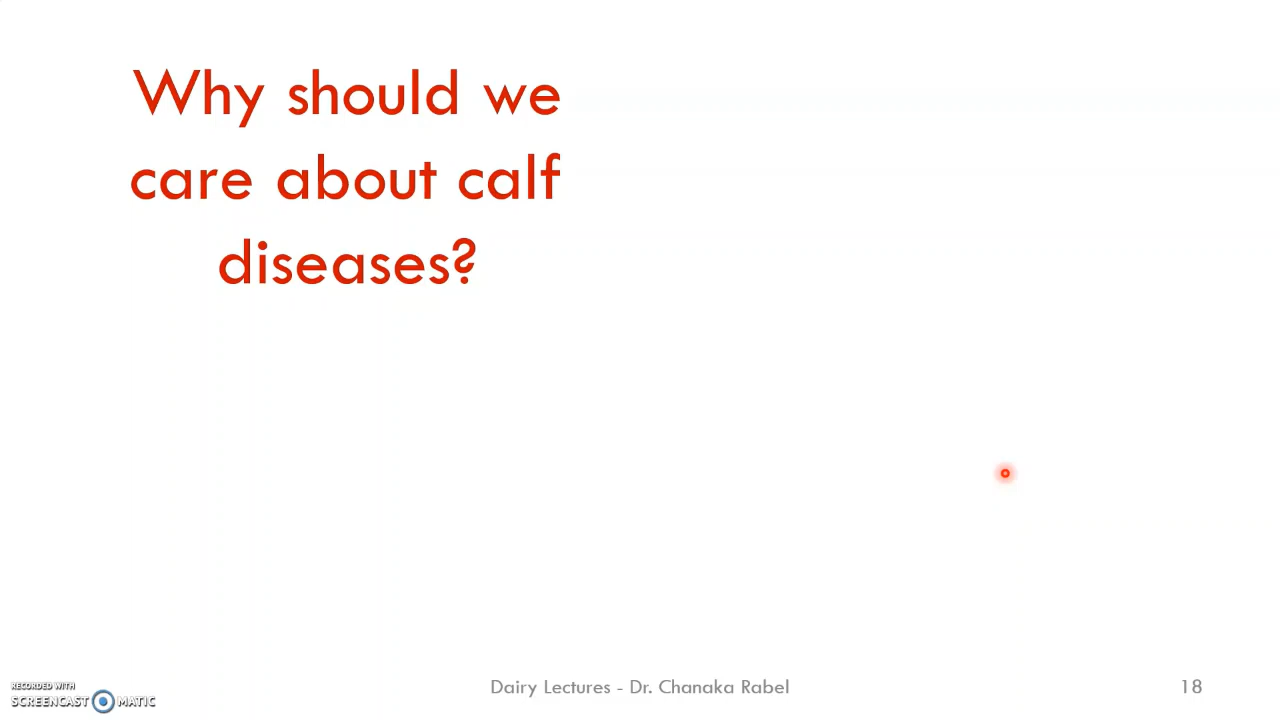 Why should we
care about calf
diseases?
RECORDED WITH
SCREENCAST MATIC
Dairy Lectures - Dr. Chanaka Rabel
18